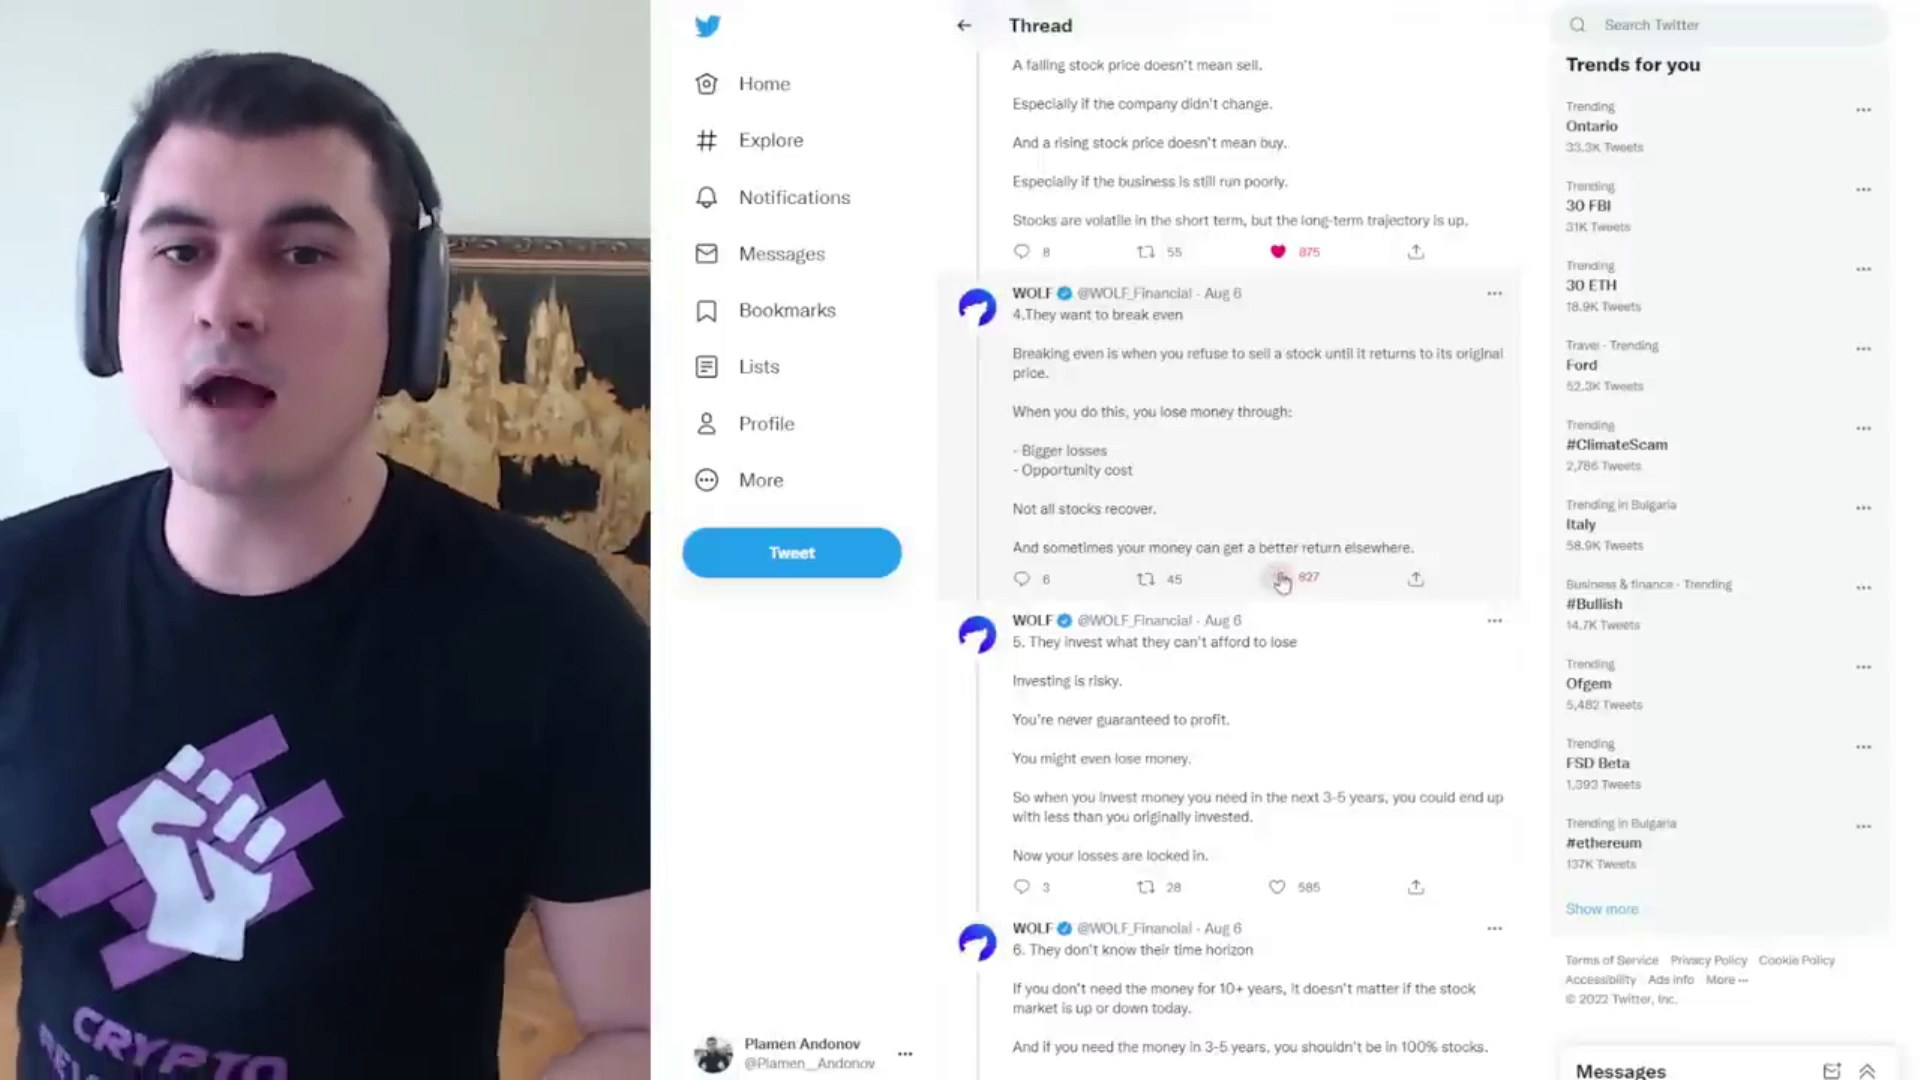 Home
Explore
Notifications
Messages
Bookmarks
Lists
Profile
More
Tweet
Plamen Andonov
@Plamen__Andonov
Thread
A falling stock price doesn't mean sell.
Especially if the company didn't change.
And a rising stock price doesn't mean buy.
Especially if the business is still run poorly.
Stocks are volatile in the short term, but the long-term trajectory is up.
8 55 875
WOLF @WOLF_Financial · Aug 6
4.They want to break even
Breaking even is when you refuse to sell a stock until it returns to its original
price.
When you do this, you lose money through:
- Bigger losses
- Opportunity cost
Not all stocks recover.
And sometimes your money can get a better return elsewhere.
6 45 827
WOLF @WOLF_Financial · Aug 6
5. They invest what they can't afford to lose
Investing is risky.
You're never guaranteed to profit.
You might even lose money.
So when you invest money you need in the next 3-5 years, you could end up
with less than you originally invested.
Now your losses are locked in.
3 28 585
WOLF @WOLF_Financial · Aug 6
6. They don't know their time horizon
If you don't need the money for 10+ years, it doesn't matter if the stock
market is up or down today.
And if you need the money in 3-5 years, you shouldn't be in 100% stocks.
Search Twitter
Trends for you
Trending
Ontario
33.3K Tweets
Trending
30 FBI
31K Tweets
Trending
30 ETH
18.9K Tweets
Travel · Trending
Ford
52.3K Tweets
Trending
#ClimateScam
2,786 Tweets
Trending in Bulgaria
Italy
58.9K Tweets
Business & finance · Trending
#Bullish
14.7K Tweets
Trending
Ofgem
5,482 Tweets
Trending
FSD Beta
1,393 Tweets
Trending in Bulgaria
#ethereum
137K Tweets
Show more
Terms of Service Privacy Policy Cookie Policy
Accessibility Ads info More ···
© 2022 Twitter, Inc.
Messages
CRYPTO